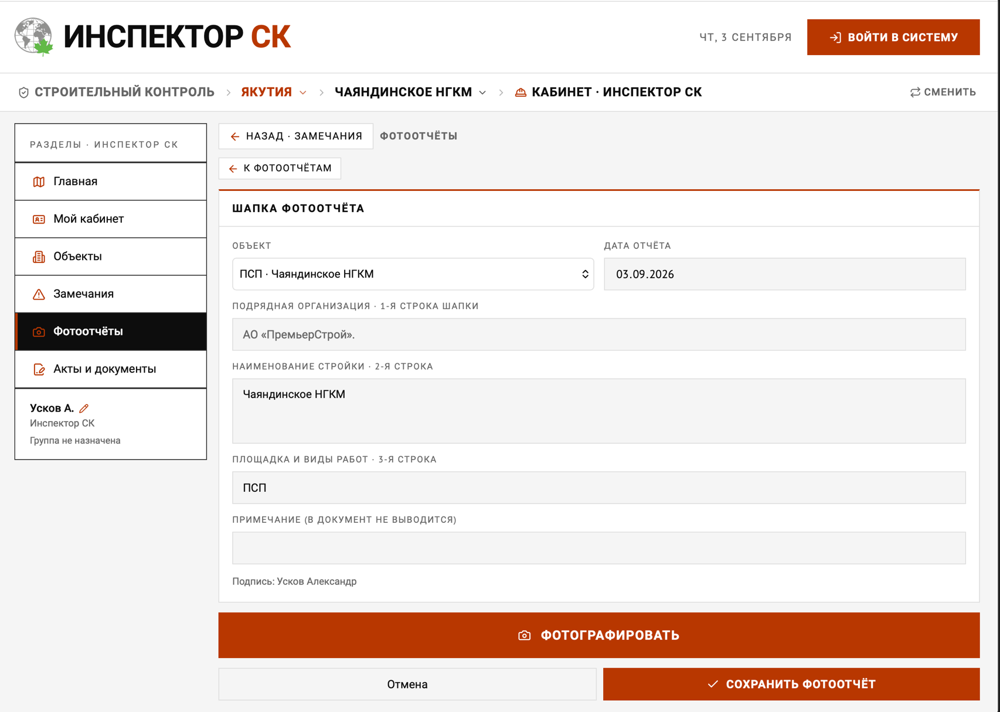 ИНСПЕКТОР СК
ЧТ, 3 СЕНТЯБРЯ
ВОЙТИ В СИСТЕМУ
СТРОИТЕЛЬНЫЙ КОНТРОЛЬ
ЯКУТИЯ
ЧАЯНДИНСКОЕ НГКМ
КАБИНЕТ · ИНСПЕКТОР СК
СМЕНИТЬ
РАЗДЕЛЫ · ИНСПЕКТОР СК
Главная
Мой кабинет
Объекты
Замечания
Фотоотчёты
Акты и документы
Усков А.
Инспектор СК
Группа не назначена
НАЗАД · ЗАМЕЧАНИЯ
ФОТООТЧЁТЫ
К ФОТООТЧЁТАМ
ШАПКА ФОТООТЧЁТА
ОБЪЕКТ
ПСП · Чаяндинское НГКМ
ДАТА ОТЧЁТА
03.09.2026
ПОДРЯДНАЯ ОРГАНИЗАЦИЯ · 1-Я СТРОКА ШАПКИ
АО «ПремьерСтрой».
НАИМЕНОВАНИЕ СТРОЙКИ · 2-Я СТРОКА
Чаяндинское НГКМ
ПЛОЩАДКА И ВИДЫ РАБОТ · 3-Я СТРОКА
ПСП
ПРИМЕЧАНИЕ (В ДОКУМЕНТ НЕ ВЫВОДИТСЯ)
Подпись: Усков Александр
ФОТОГРАФИРОВАТЬ
Отмена
СОХРАНИТЬ ФОТООТЧЁТ